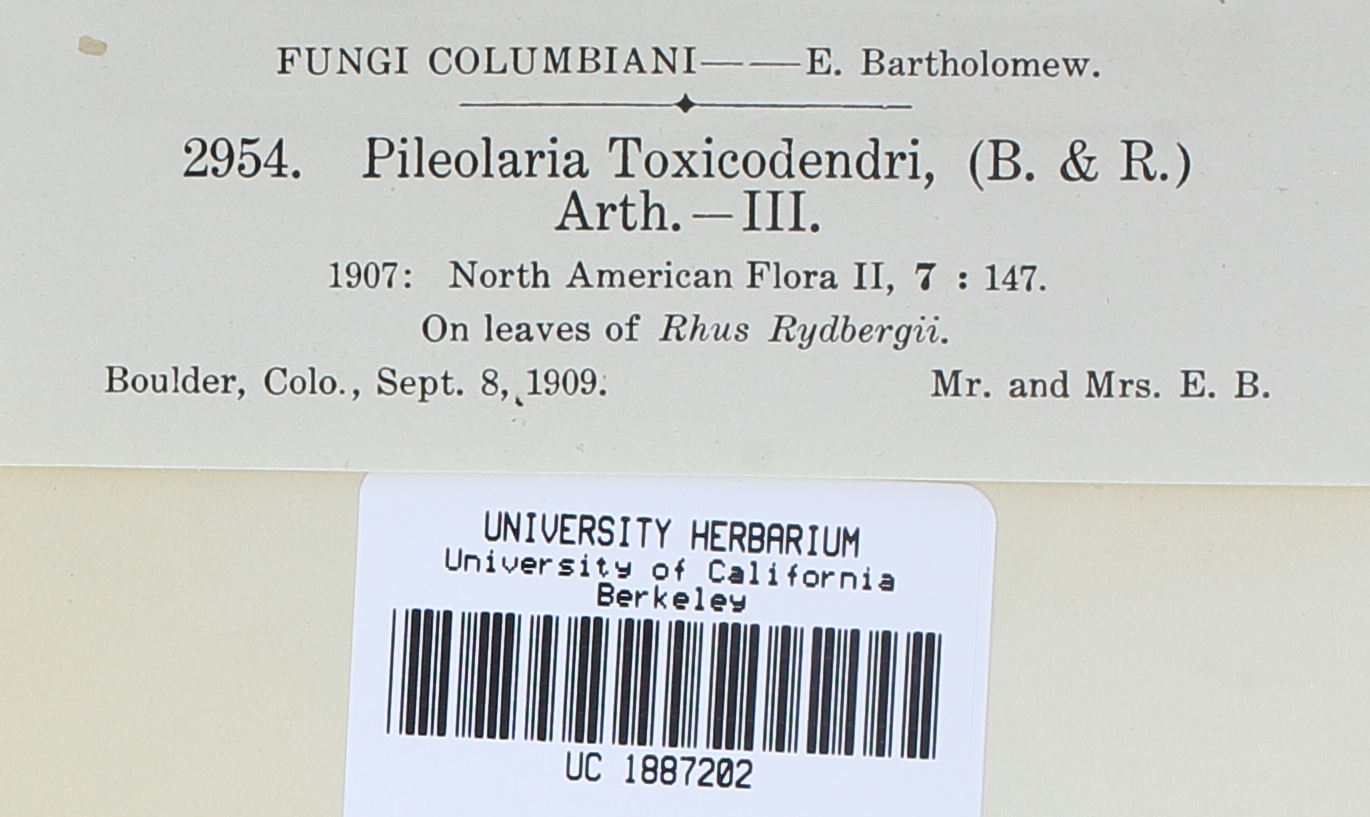 FUNGI COLUMBIANI— —E. Bartholomew.
2954. Pileolaria Toxicodendri, (B. & R.)
Arth.—III.
1907: North American Flora II, 7 : 147.
On leaves of Rhus Rydbergii.
Boulder, Colo., Sept. 8, 1909. Mr. and Mrs. E. B.
UNIVERSITY HERBARIUM
University of California
Berkeley
UC 1887202